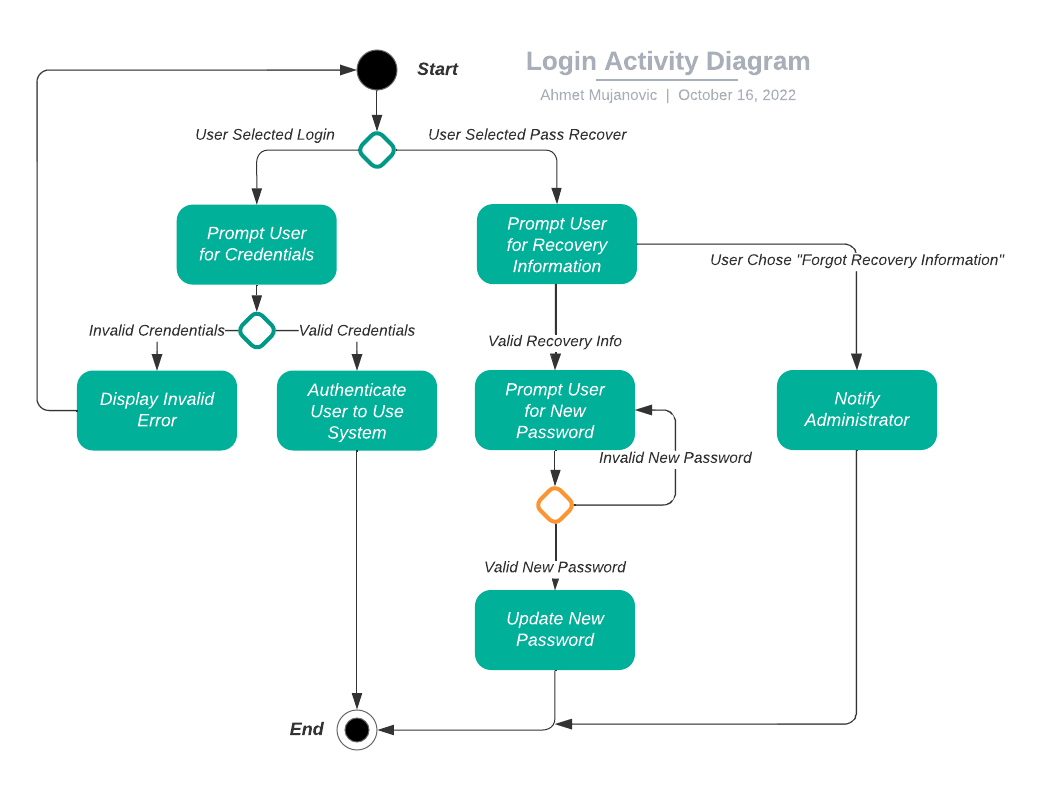 Login Activity Diagram
Ahmet Mujanovic | October 16, 2022
Start
User Selected Login
User Selected Pass Recover
Prompt User
for Credentials
Prompt User
for Recovery
Information
User Chose "Forgot Recovery Information"
Invalid Crendentials
Valid Credentials
Valid Recovery Info
Display Invalid
Error
Authenticate
User to Use
System
Prompt User
for New
Password
Notify
Administrator
Invalid New Password
Valid New Password
Update New
Password
End